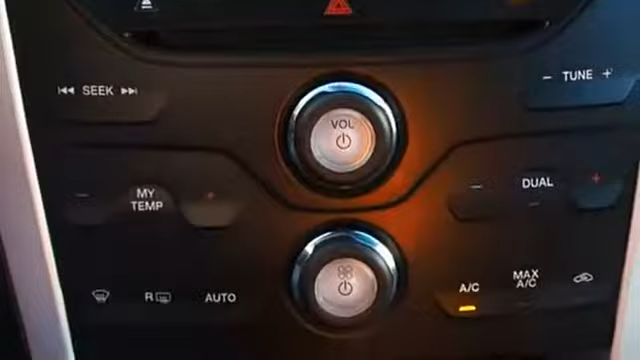 SEEK
VOL
– TUNE +
– MY TEMP +
– DUAL +
R
AUTO
A/C
MAX
A/C